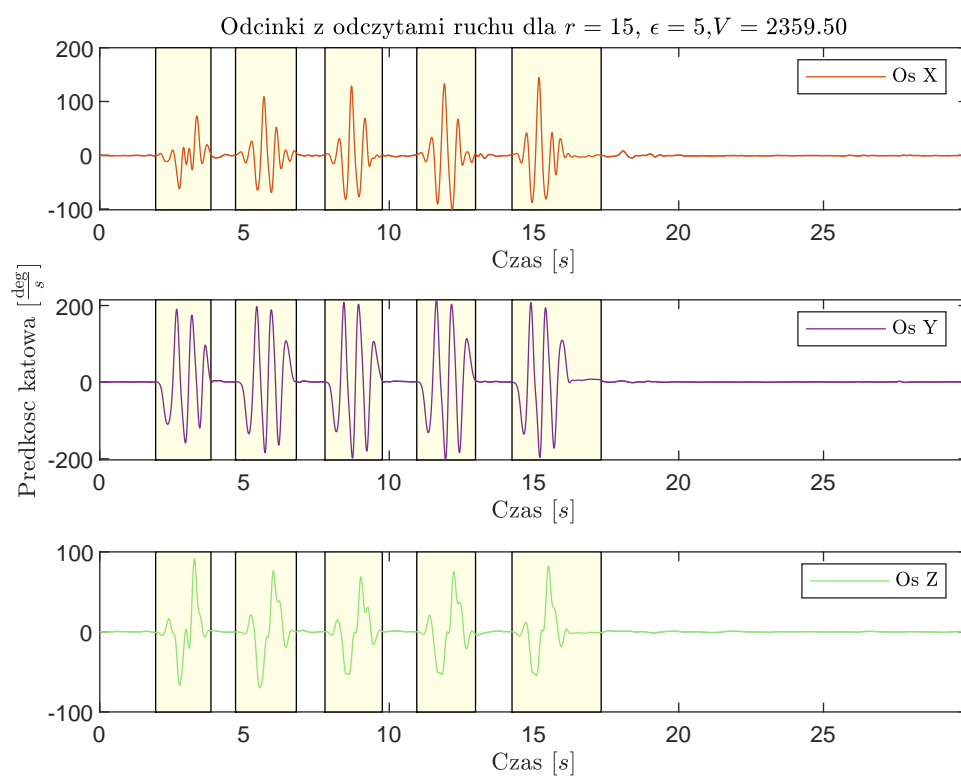 Odcinki z odczytami ruchu dla r = 15, ϵ = 5,V = 2359.50
200
100
0
-100
Os X
0 5 10 15 20 25
Czas [s]
Predkosc katowa [deg/s]
200
0
-200
Os Y
0 5 10 15 20 25
Czas [s]
100
0
-100
Os Z
0 5 10 15 20 25
Czas [s]